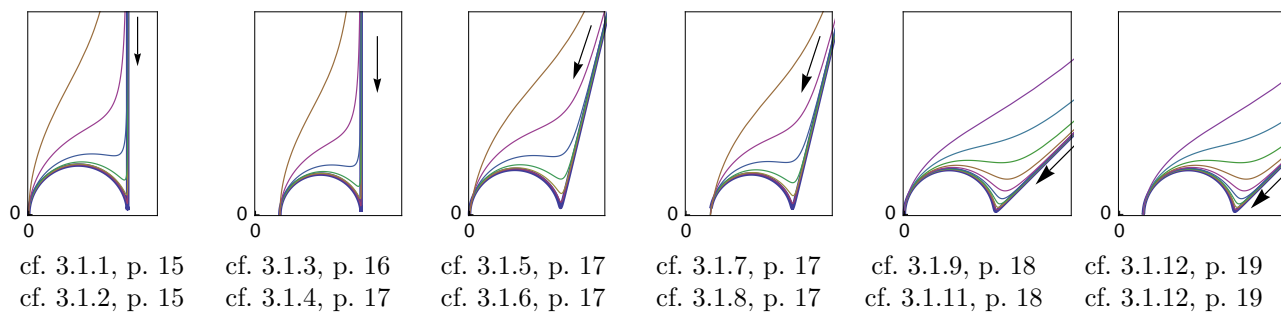 0 0 0 0 0 0
0 0 0 0 0 0
cf. 3.1.1, p. 15 cf. 3.1.3, p. 16 cf. 3.1.5, p. 17 cf. 3.1.7, p. 17 cf. 3.1.9, p. 18 cf. 3.1.12, p. 19
cf. 3.1.2, p. 15 cf. 3.1.4, p. 17 cf. 3.1.6, p. 17 cf. 3.1.8, p. 17 cf. 3.1.11, p. 18 cf. 3.1.12, p. 19